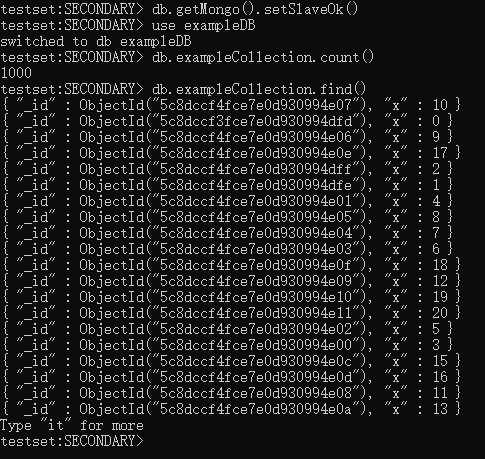 testset:SECONDARY> db.getMongo().setSlaveOk()
testset:SECONDARY> use exampleDB
switched to db exampleDB
testset:SECONDARY> db.exampleCollection.count()
1000
testset:SECONDARY> db.exampleCollection.find()
{ "_id" : ObjectId("5c8dccf4fce7e0d930994e07"), "x" : 10 }
{ "_id" : ObjectId("5c8dccf3fce7e0d930994dfd"), "x" : 0 }
{ "_id" : ObjectId("5c8dccf4fce7e0d930994e06"), "x" : 9 }
{ "_id" : ObjectId("5c8dccf4fce7e0d930994e0e"), "x" : 17 }
{ "_id" : ObjectId("5c8dccf4fce7e0d930994dff"), "x" : 2 }
{ "_id" : ObjectId("5c8dccf4fce7e0d930994dfe"), "x" : 1 }
{ "_id" : ObjectId("5c8dccf4fce7e0d930994e01"), "x" : 4 }
{ "_id" : ObjectId("5c8dccf4fce7e0d930994e05"), "x" : 8 }
{ "_id" : ObjectId("5c8dccf4fce7e0d930994e04"), "x" : 7 }
{ "_id" : ObjectId("5c8dccf4fce7e0d930994e03"), "x" : 6 }
{ "_id" : ObjectId("5c8dccf4fce7e0d930994e0f"), "x" : 18 }
{ "_id" : ObjectId("5c8dccf4fce7e0d930994e09"), "x" : 12 }
{ "_id" : ObjectId("5c8dccf4fce7e0d930994e10"), "x" : 19 }
{ "_id" : ObjectId("5c8dccf4fce7e0d930994e11"), "x" : 20 }
{ "_id" : ObjectId("5c8dccf4fce7e0d930994e02"), "x" : 5 }
{ "_id" : ObjectId("5c8dccf4fce7e0d930994e00"), "x" : 3 }
{ "_id" : ObjectId("5c8dccf4fce7e0d930994e0c"), "x" : 15 }
{ "_id" : ObjectId("5c8dccf4fce7e0d930994e0d"), "x" : 16 }
{ "_id" : ObjectId("5c8dccf4fce7e0d930994e08"), "x" : 11 }
{ "_id" : ObjectId("5c8dccf4fce7e0d930994e0a"), "x" : 13 }
Type "it" for more
testset:SECONDARY>